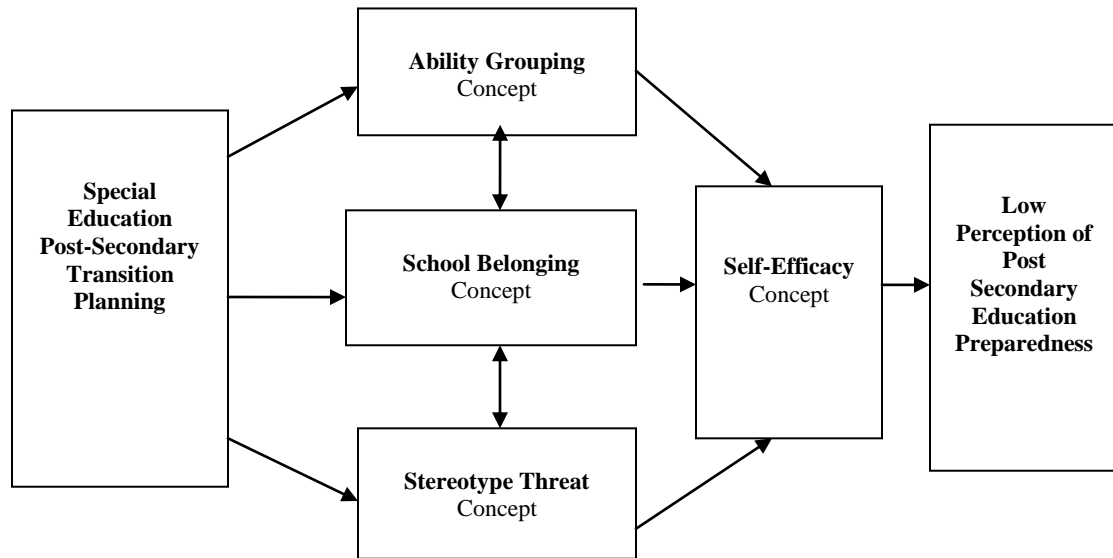 Special
Education
Post-Secondary
Transition
Planning
Ability Grouping
Concept
School Belonging
Concept
Stereotype Threat
Concept
Self-Efficacy
Concept
Low
Perception of
Post
Secondary
Education
Preparedness